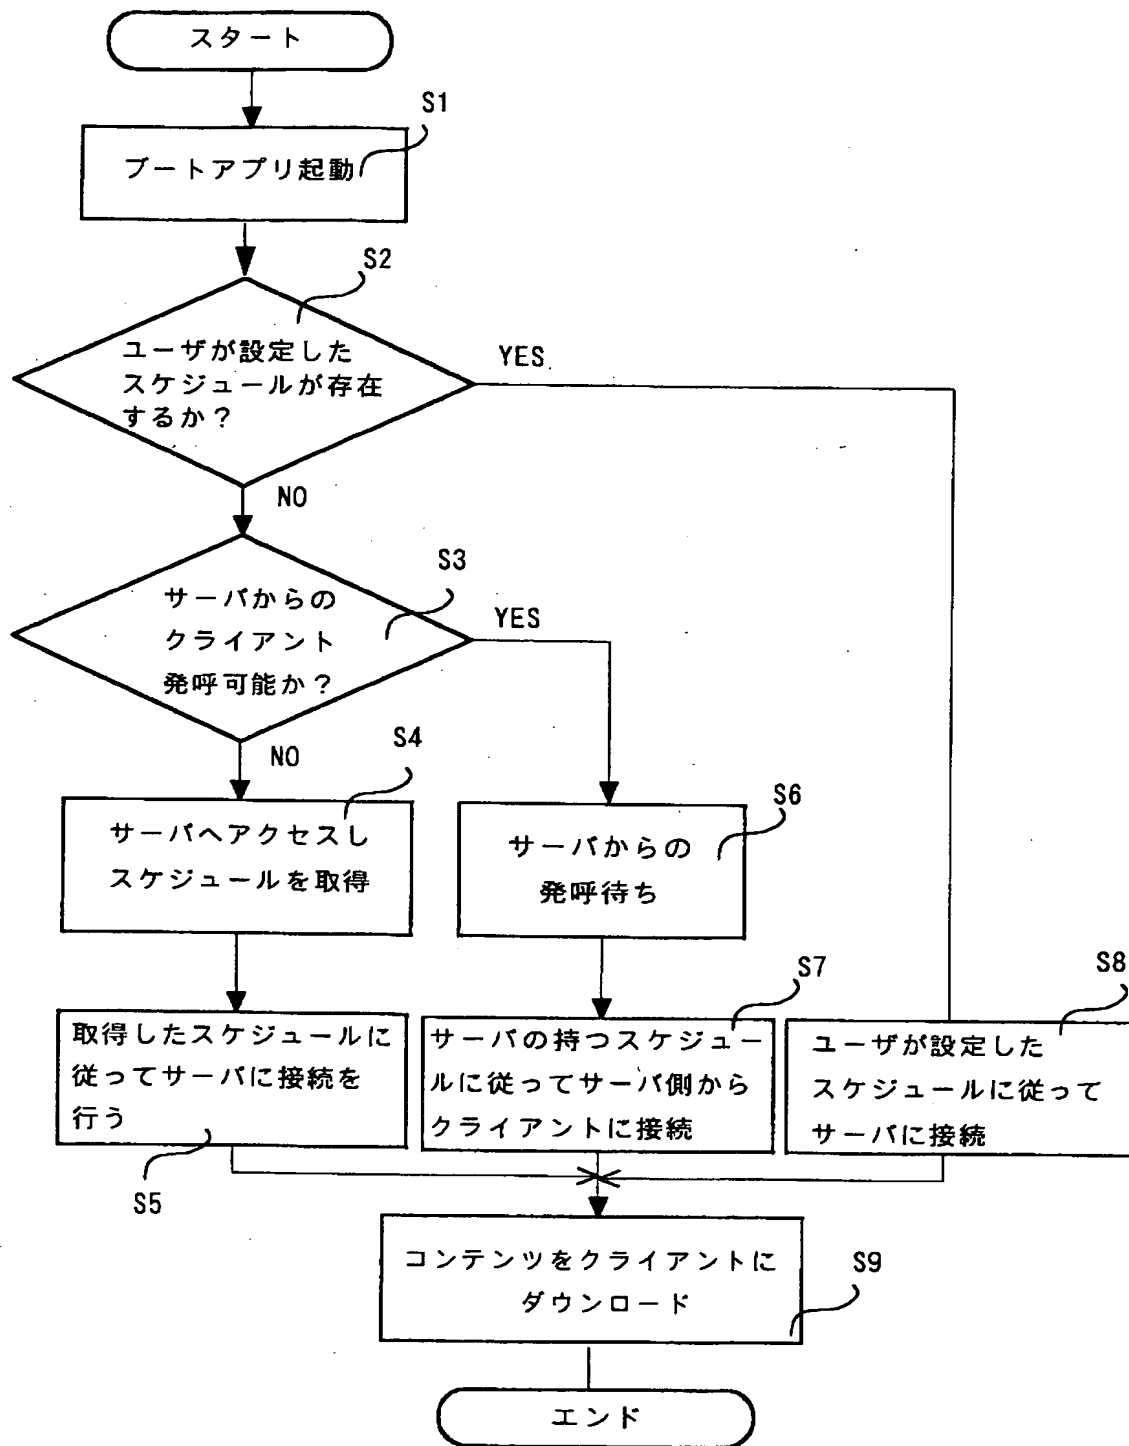 スタート
S1
ブートアプリ起動
S2
ユーザが設定した
スケジュールが存在
するか？
YES
NO
S3
サーバからの
クライアント
発呼可能か？
YES
NO
S4
サーバへアクセスし
スケジュールを取得
S6
サーバからの
発呼待ち
取得したスケジュールに
従ってサーバに接続を
行う
S5
S7
サーバの持つスケジュー
ルに従ってサーバ側から
クライアントに接続
S8
ユーザが設定した
スケジュールに従って
サーバに接続
S9
コンテンツをクライアントに
ダウンロード
エンド